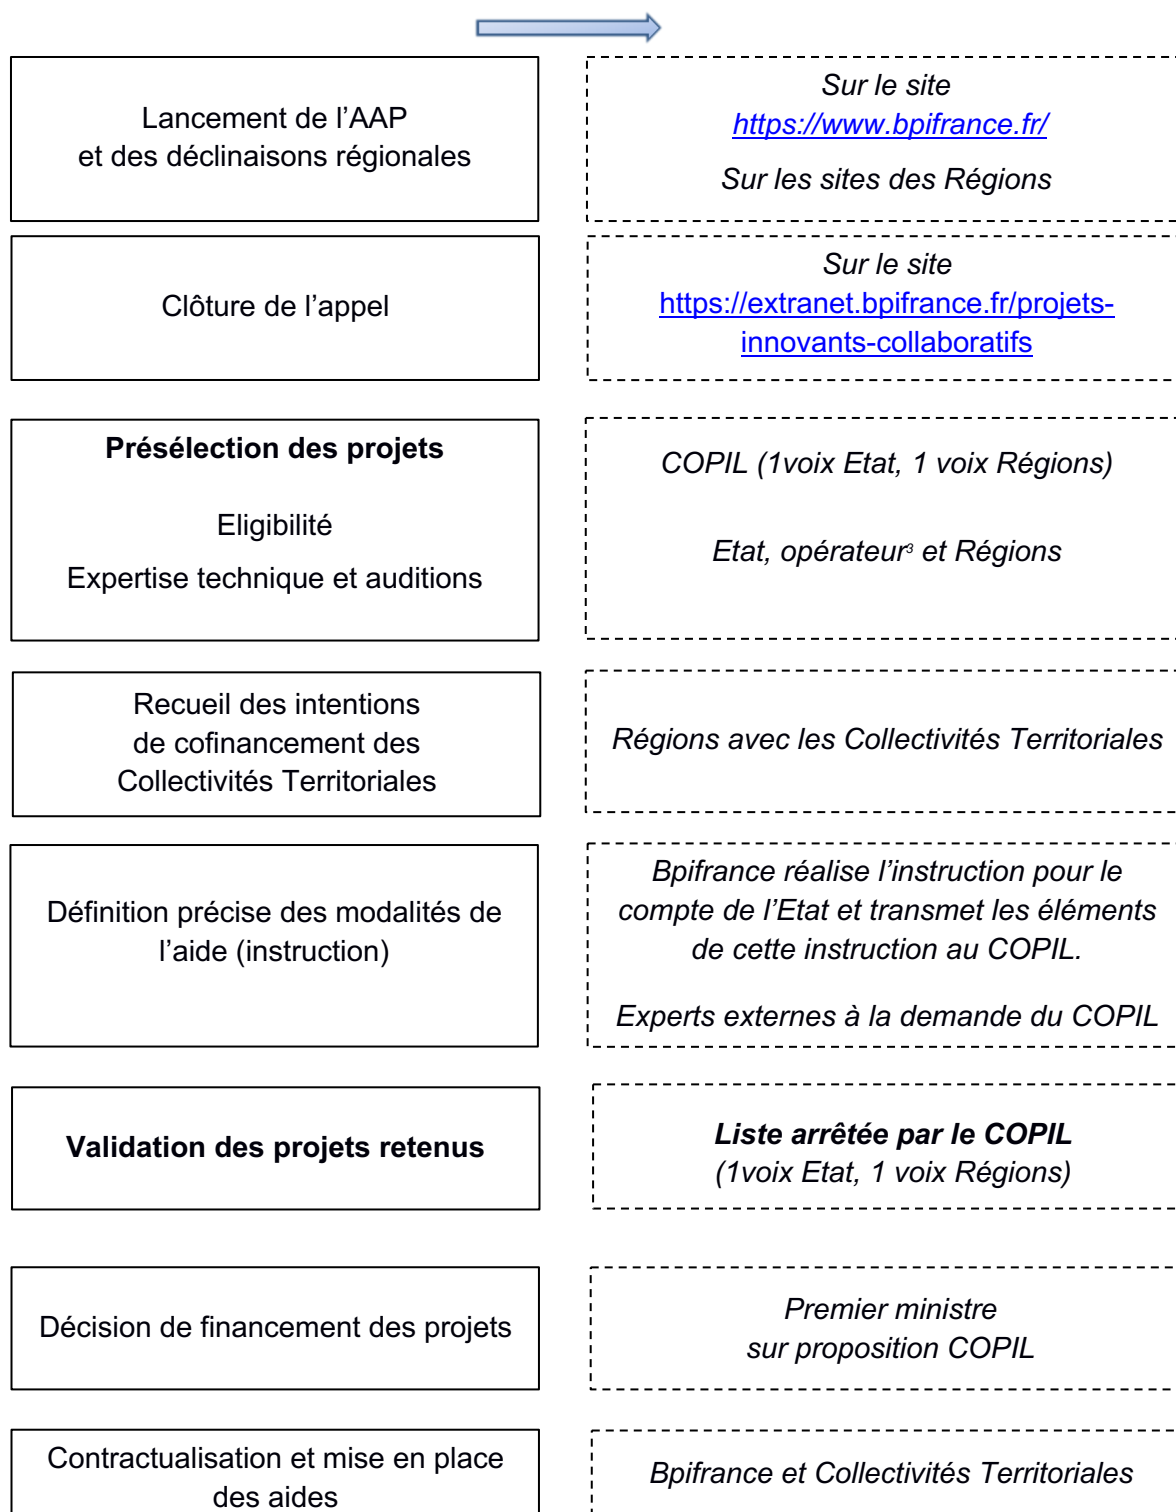 Lancement de l’AAP
et des déclinaisons régionales
Sur le site
https://www.bpifrance.fr/
Sur les sites des Régions
Clôture de l’appel
Sur le site
https://extranet.bpifrance.fr/projets-
innovants-collaboratifs
Présélection des projets
Eligibilité
Expertise technique et auditions
COPIL (1voix Etat, 1 voix Régions)
Etat, opérateur³ et Régions
Recueil des intentions
de cofinancement des
Collectivités Territoriales
Régions avec les Collectivités Territoriales
Définition précise des modalités de
l’aide (instruction)
Bpifrance réalise l’instruction pour le
compte de l’Etat et transmet les éléments
de cette instruction au COPIL.
Experts externes à la demande du COPIL
Validation des projets retenus
Liste arrêtée par le COPIL
(1voix Etat, 1 voix Régions)
Décision de financement des projets
Premier ministre
sur proposition COPIL
Contractualisation et mise en place
des aides
Bpifrance et Collectivités Territoriales